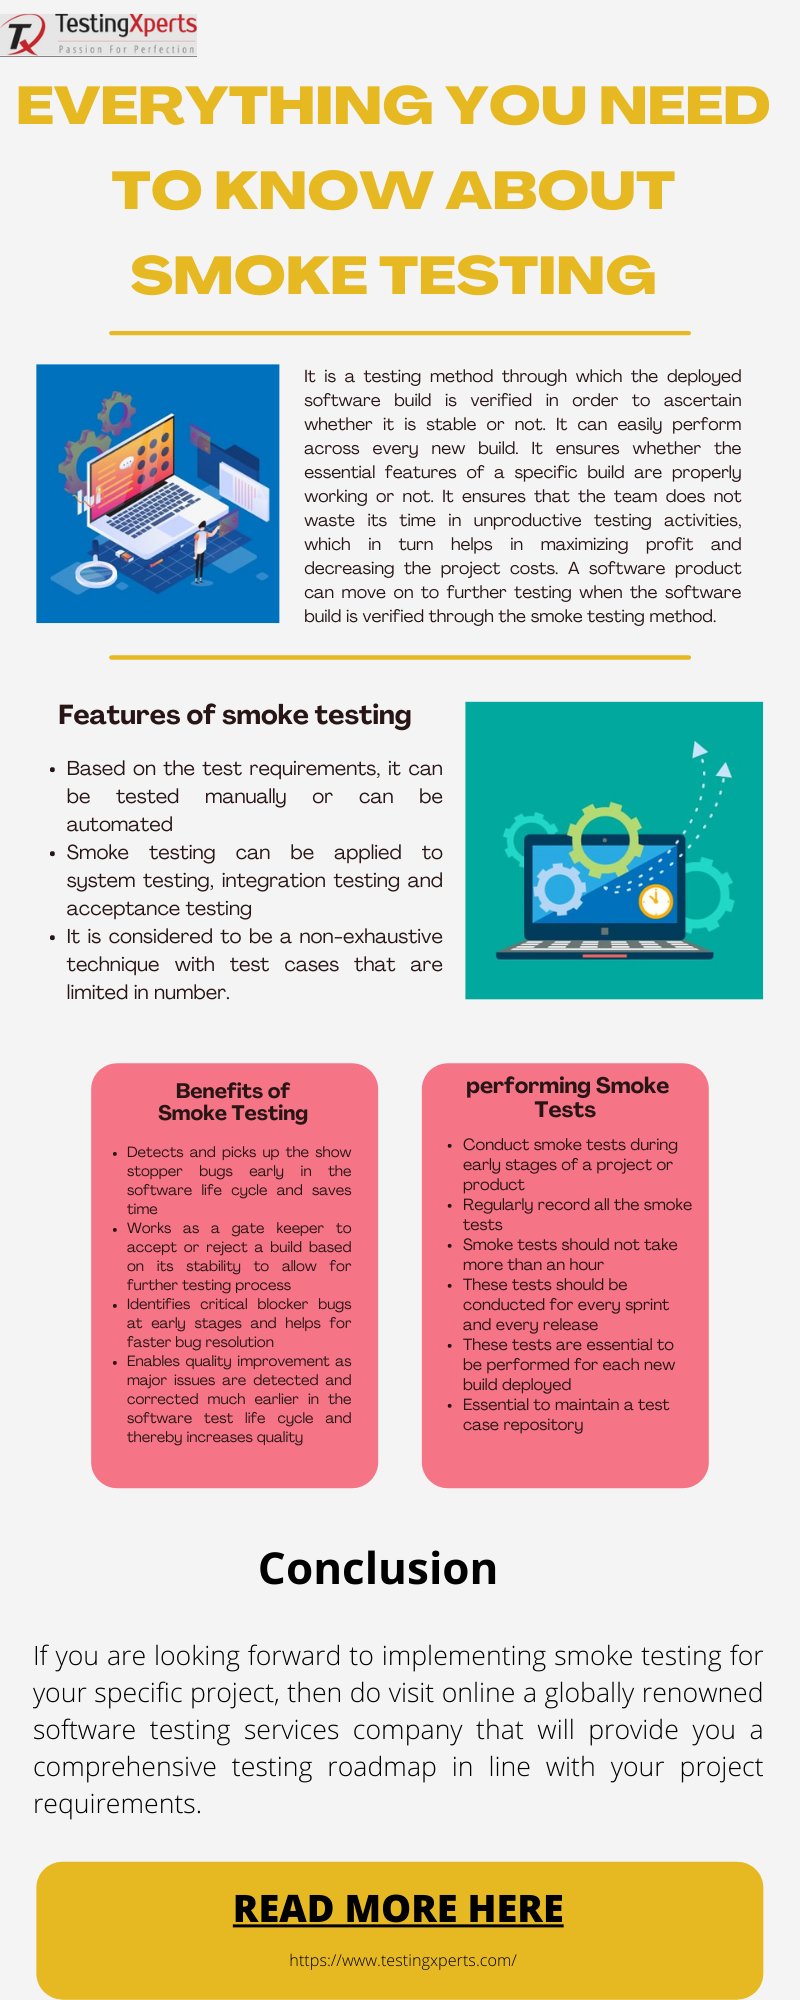 TestingXperts
Passion For Perfection
EVERYTHING YOU NEED
TO KNOW ABOUT
SMOKE TESTING
It is a testing method through which the deployed
software build is verified in order to ascertain
whether it is stable or not. It can easily perform
across every new build. It ensures whether the
essential features of a specific build are properly
working or not. It ensures that the team does not
waste its time in unproductive testing activities,
which in turn helps in maximizing profit and
decreasing the project costs. A software product
can move on to further testing when the software
build is verified through the smoke testing method.
Features of smoke testing
• Based on the test requirements, it can
be tested manually or can be
automated
• Smoke testing can be applied to
system testing, integration testing and
acceptance testing
• It is considered to be a non-exhaustive
technique with test cases that are
limited in number.
Benefits of
Smoke Testing
• Detects and picks up the show
stopper bugs early in the
software life cycle and saves
time
• Works as a gate keeper to
accept or reject a build based
on its stability to allow for
further testing process
• Identifies critical blocker bugs
at early stages and helps for
faster bug resolution
• Enables quality improvement as
major issues are detected and
corrected much earlier in the
software test life cycle and
thereby increases quality
performing Smoke
Tests
• Conduct smoke tests during
early stages of a project or
product
• Regularly record all the smoke
tests
• Smoke tests should not take
more than an hour
• These tests should be
conducted for every sprint
and every release
• These tests are essential to
be performed for each new
build deployed
• Essential to maintain a test
case repository
Conclusion
If you are looking forward to implementing smoke testing for
your specific project, then do visit online a globally renowned
software testing services company that will provide you a
comprehensive testing roadmap in line with your project
requirements.
READ MORE HERE
https://www.testingxperts.com/